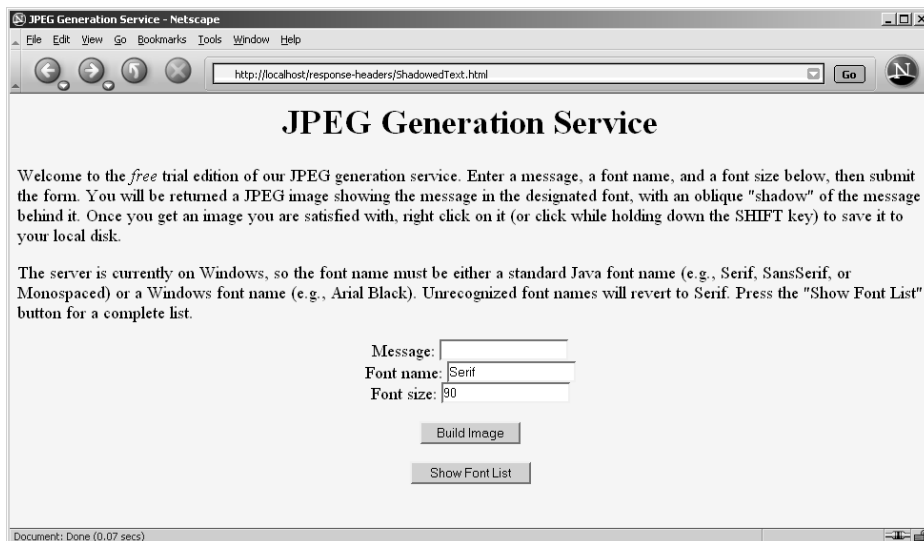 JPEG Generation Service - Netscape
File Edit View Go Bookmarks Tools Window Help
http://localhost/response-headers/ShadowedText.html
Go
N
JPEG Generation Service
Welcome to the free trial edition of our JPEG generation service. Enter a message, a font name, and a font size below, then submit
the form. You will be returned a JPEG image showing the message in the designated font, with an oblique "shadow" of the message
behind it. Once you get an image you are satisfied with, right click on it (or click while holding down the SHIFT key) to save it to
your local disk.
The server is currently on Windows, so the font name must be either a standard Java font name (e.g., Serif, SansSerif, or
Monospaced) or a Windows font name (e.g., Arial Black). Unrecognized font names will revert to Serif. Press the "Show Font List"
button for a complete list.
Message:
Font name: Serif
Font size: 90
Build Image
Show Font List
Document: Done (0.07 secs)